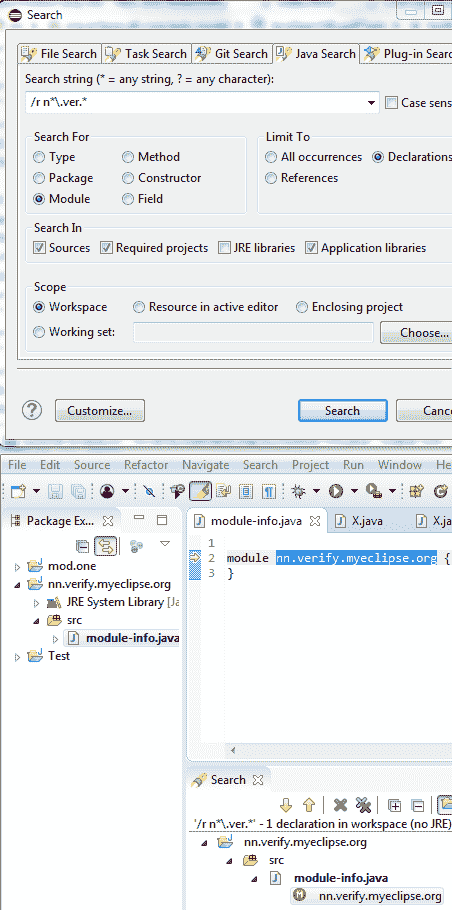 Search
File Search Task Search Git Search Java Search Plug-in Searc
Search string (* = any string, ? = any character):
/r n*\.ver.* Case sens
Search For Limit To
Type Method All occurrences Declarations
Package Constructor References
Module Field
Search In
Sources Required projects JRE libraries Application libraries
Scope
Workspace Resource in active editor Enclosing project
Working set: Choose...
? Customize... Search Cance
File Edit Source Refactor Navigate Search Project Run Window He
Package Ex... module-info.java X.java X.ja
mod.one
nn.verify.myeclipse.org
JRE System Library [Ja
src
module-info.java
Test
1
2 module nn.verify.myeclipse.org {
3 }
Search
'/r n*\.ver.*' - 1 declaration in workspace (no JRE)
nn.verify.myeclipse.org
src
module-info.java
nn.verify.myeclipse.org